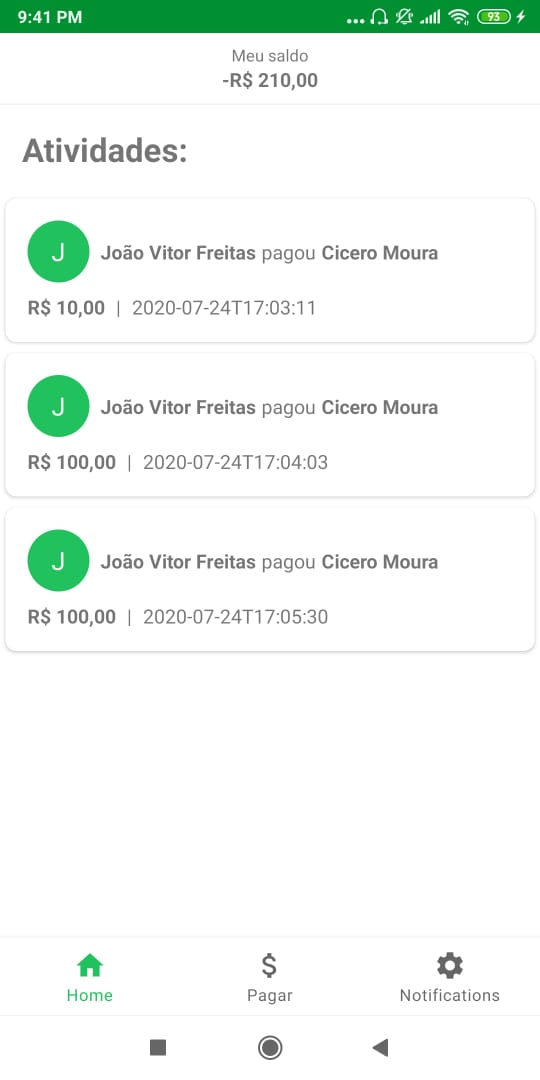 9:41 PM
93
Meu saldo
-R$ 210,00
Atividades:
J
João Vitor Freitas pagou Cicero Moura
R$ 10,00 | 2020-07-24T17:03:11
J
João Vitor Freitas pagou Cicero Moura
R$ 100,00 | 2020-07-24T17:04:03
J
João Vitor Freitas pagou Cicero Moura
R$ 100,00 | 2020-07-24T17:05:30
Home
Pagar
Notifications